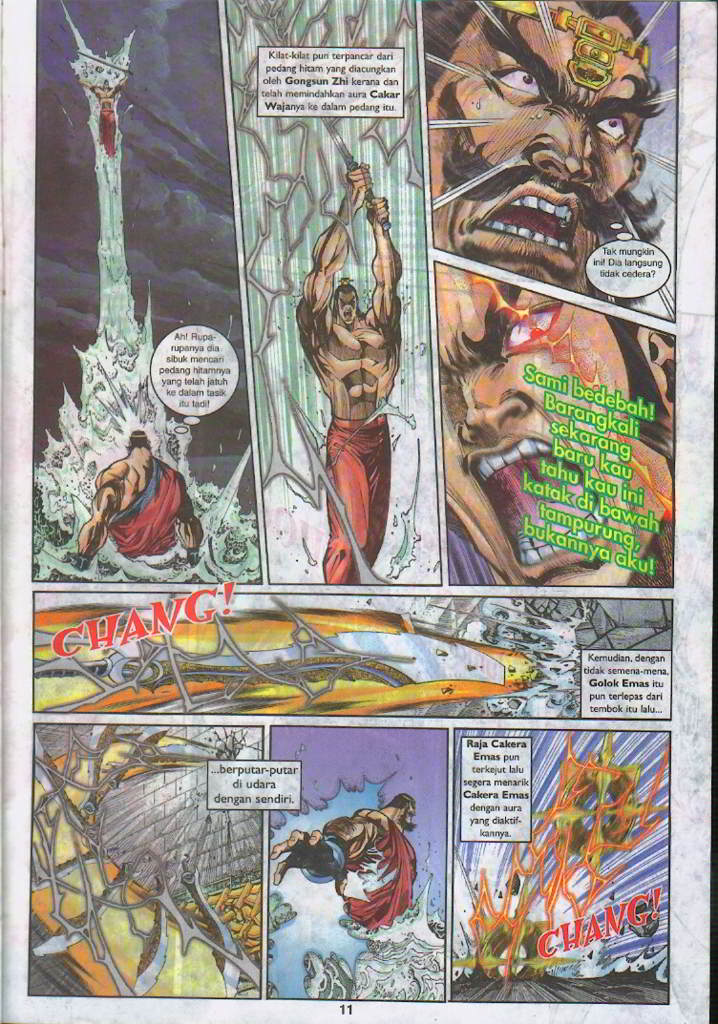 Ah! Rupa-
rupanya dia
sibuk mencari
pedang hitamnya
yang telah jatuh
ke dalam tasik
itu tadi!
Kilat-kilat pun terpancar dari
pedang hitam yang diacungkan
oleh Gongsun Zhi kerana dan
telah memindahkan aura Cakar
Wajanya ke dalam pedang itu.
Tak mungkin
ini! Dia langsung
tidak cedera?
Sami bedebah!
Barangkali
sekarang
baru kau
tahu kau ini
katak di bawah
tampurung,
bukannya aku!
CHANG!
Kemudian, dengan
tidak semena-mena,
Golok Emas itu
pun terlepas dari
tembok itu lalu...
...berputar-putar
di udara
dengan sendiri.
Raja Cakera
Emas pun
terkejut lalu
segera menarik
Cakera Emas
dengan aura
yang diaktif-
kannya.
CHANG!
11